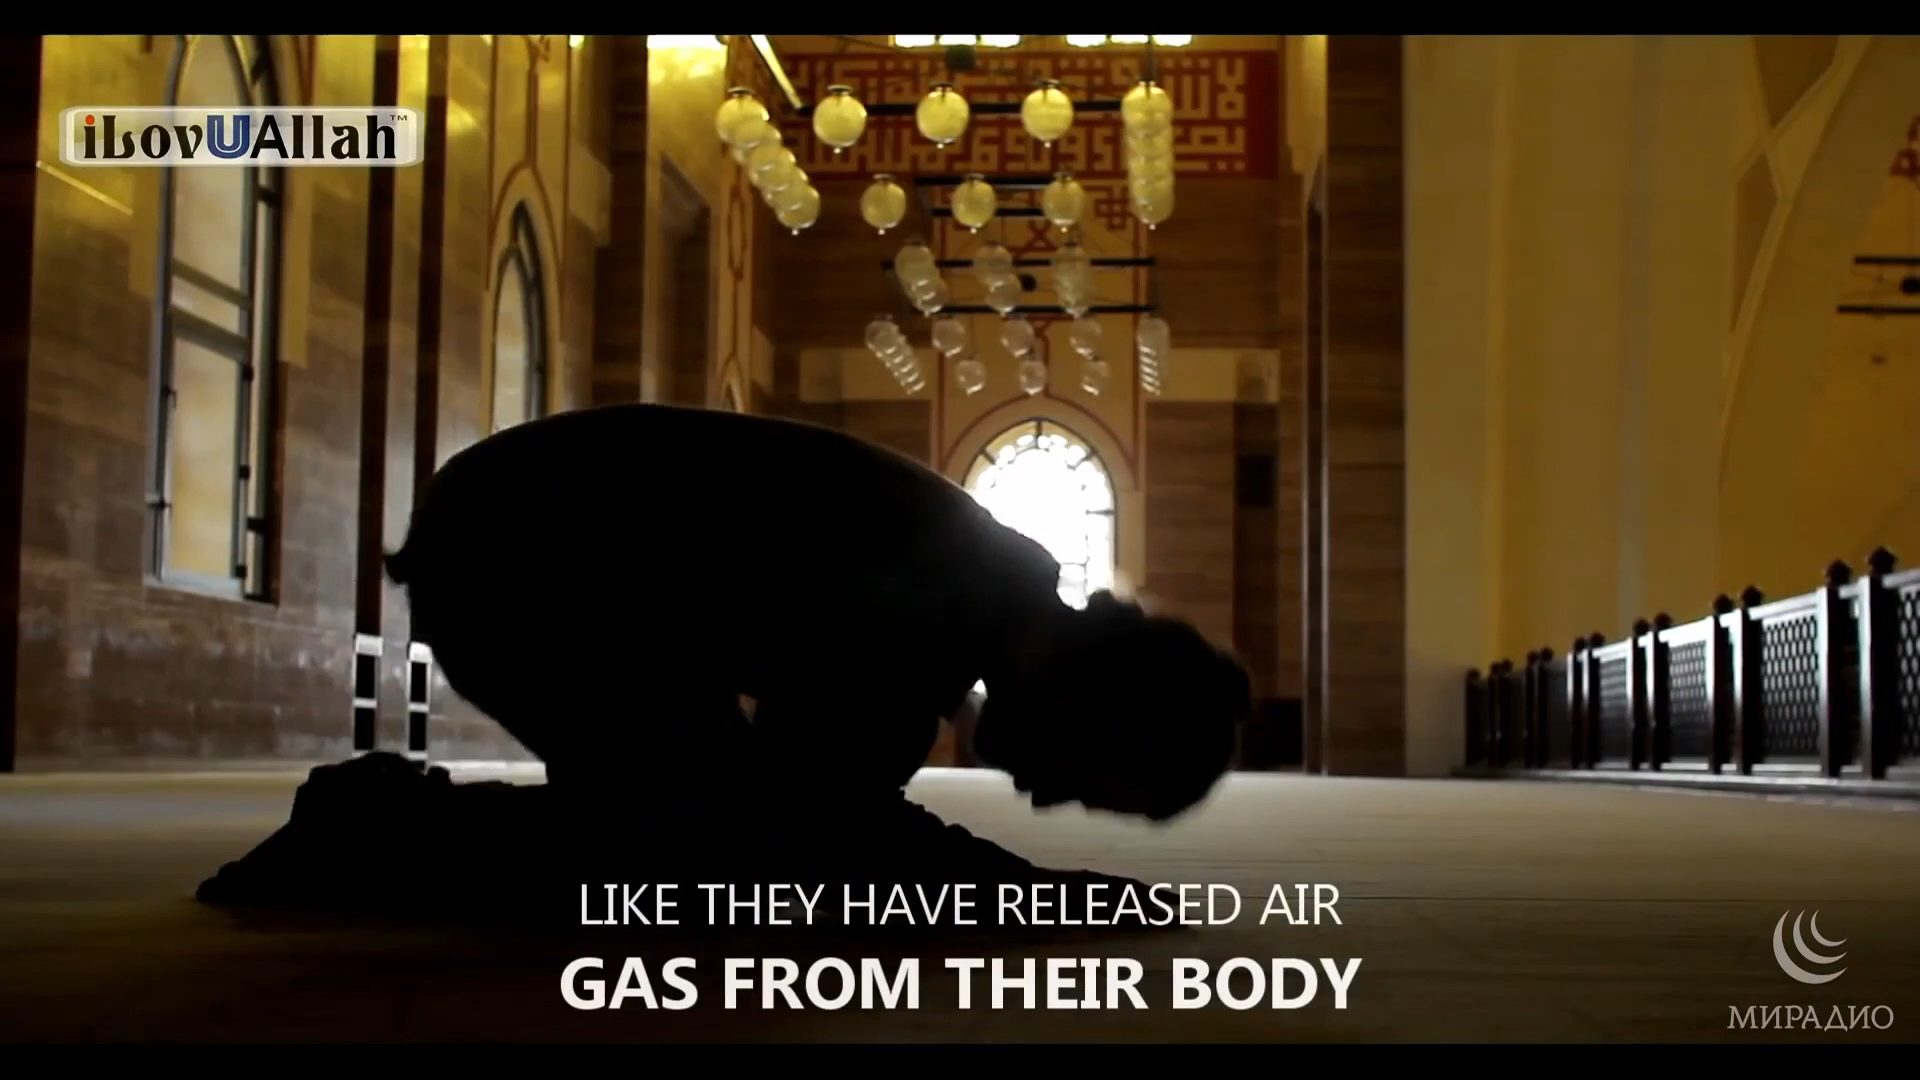 iLovUAllah™
LIKE THEY HAVE RELEASED AIR
GAS FROM THEIR BODY
МИРАДИО